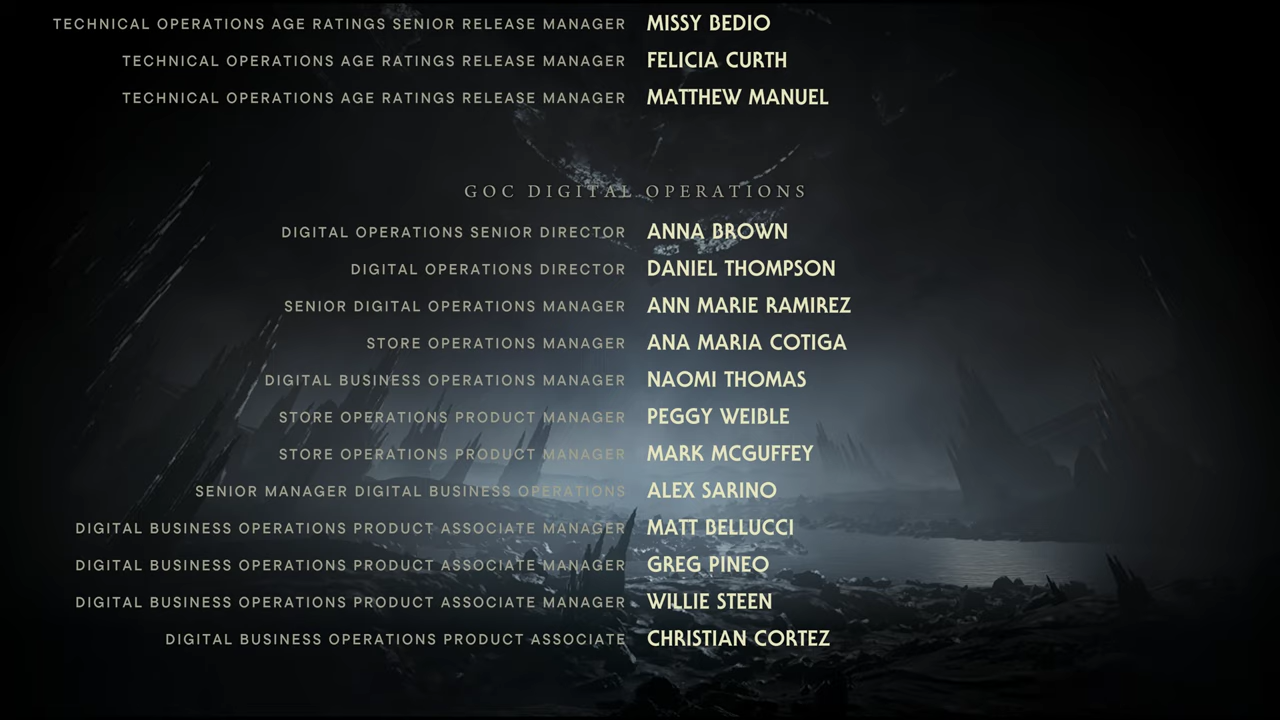 TECHNICAL OPERATIONS AGE RATINGS SENIOR RELEASE MANAGER MISSY BEDIO
TECHNICAL OPERATIONS AGE RATINGS RELEASE MANAGER FELICIA CURTH
TECHNICAL OPERATIONS AGE RATINGS RELEASE MANAGER MATTHEW MANUEL
GOC DIGITAL OPERATIONS
DIGITAL OPERATIONS SENIOR DIRECTOR ANNA BROWN
DIGITAL OPERATIONS DIRECTOR DANIEL THOMPSON
SENIOR DIGITAL OPERATIONS MANAGER ANN MARIE RAMIREZ
STORE OPERATIONS MANAGER ANA MARIA COTIGA
DIGITAL BUSINESS OPERATIONS MANAGER NAOMI THOMAS
STORE OPERATIONS PRODUCT MANAGER PEGGY WEIBLE
STORE OPERATIONS PRODUCT MANAGER MARK MCGUFFEY
SENIOR MANAGER DIGITAL BUSINESS OPERATIONS ALEX SARINO
DIGITAL BUSINESS OPERATIONS PRODUCT ASSOCIATE MANAGER MATT BELLUCCI
DIGITAL BUSINESS OPERATIONS PRODUCT ASSOCIATE MANAGER GREG PINEO
DIGITAL BUSINESS OPERATIONS PRODUCT ASSOCIATE MANAGER WILLIE STEEN
DIGITAL BUSINESS OPERATIONS PRODUCT ASSOCIATE CHRISTIAN CORTEZ